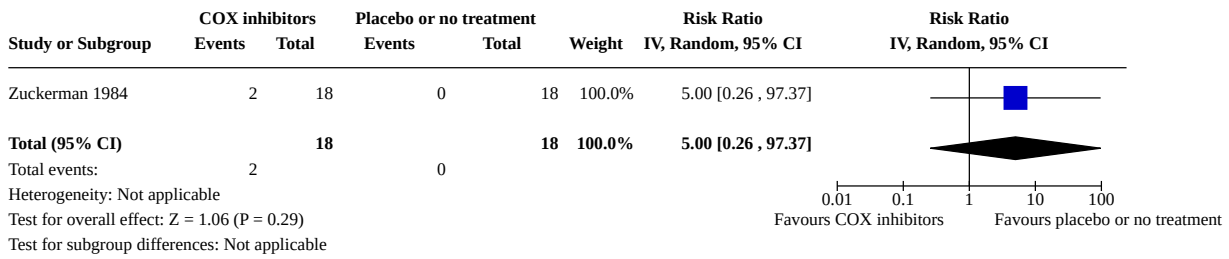 COX inhibitors Placebo or no treatment Risk Ratio Risk Ratio
Study or Subgroup Events Total Events Total Weight IV, Random, 95% CI IV, Random, 95% CI
Zuckerman 1984 2 18 0 18 100.0% 5.00 [0.26 , 97.37]
Total (95% CI) 18 18 100.0% 5.00 [0.26 , 97.37]
Total events: 2 0
Heterogeneity: Not applicable
0.01 0.1 1 10 100
Test for overall effect: Z = 1.06 (P = 0.29) Favours COX inhibitors Favours placebo or no treatment
Test for subgroup differences: Not applicable